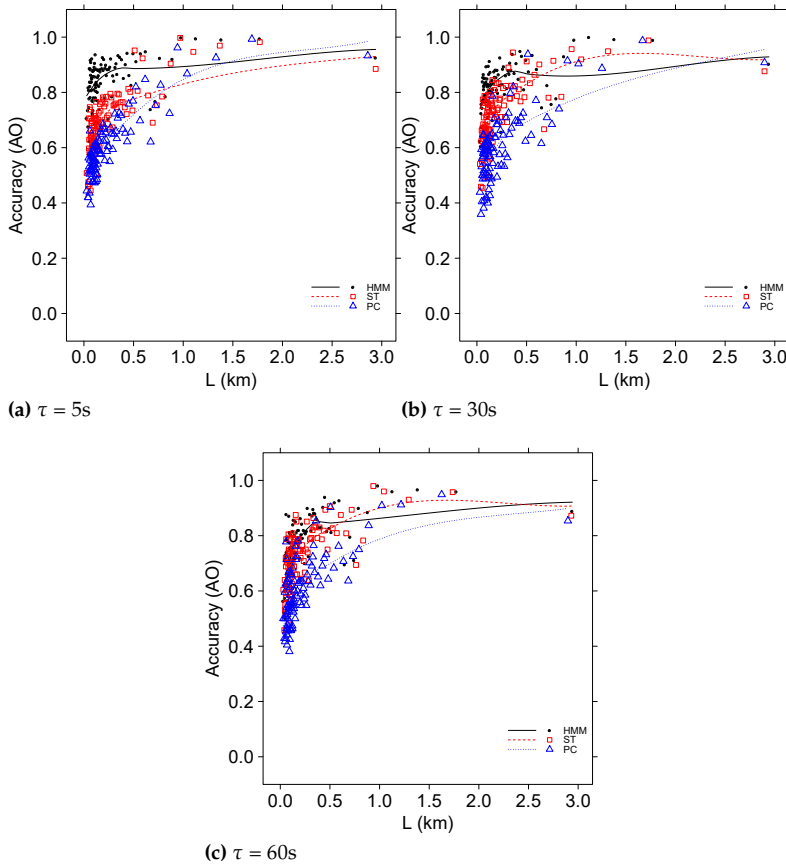 1.0
0.8
0.6
0.4
0.2
0.0
Accuracy (AO)
HMM
ST
PC
0.0 0.5 1.0 1.5 2.0 2.5 3.0
L (km)
(a) τ = 5s
1.0
0.8
0.6
0.4
0.2
0.0
Accuracy (AO)
HMM
ST
PC
0.0 0.5 1.0 1.5 2.0 2.5 3.0
L (km)
(b) τ = 30s
1.0
0.8
0.6
0.4
0.2
0.0
Accuracy (AO)
HMM
ST
PC
0.0 0.5 1.0 1.5 2.0 2.5 3.0
L (km)
(c) τ = 60s